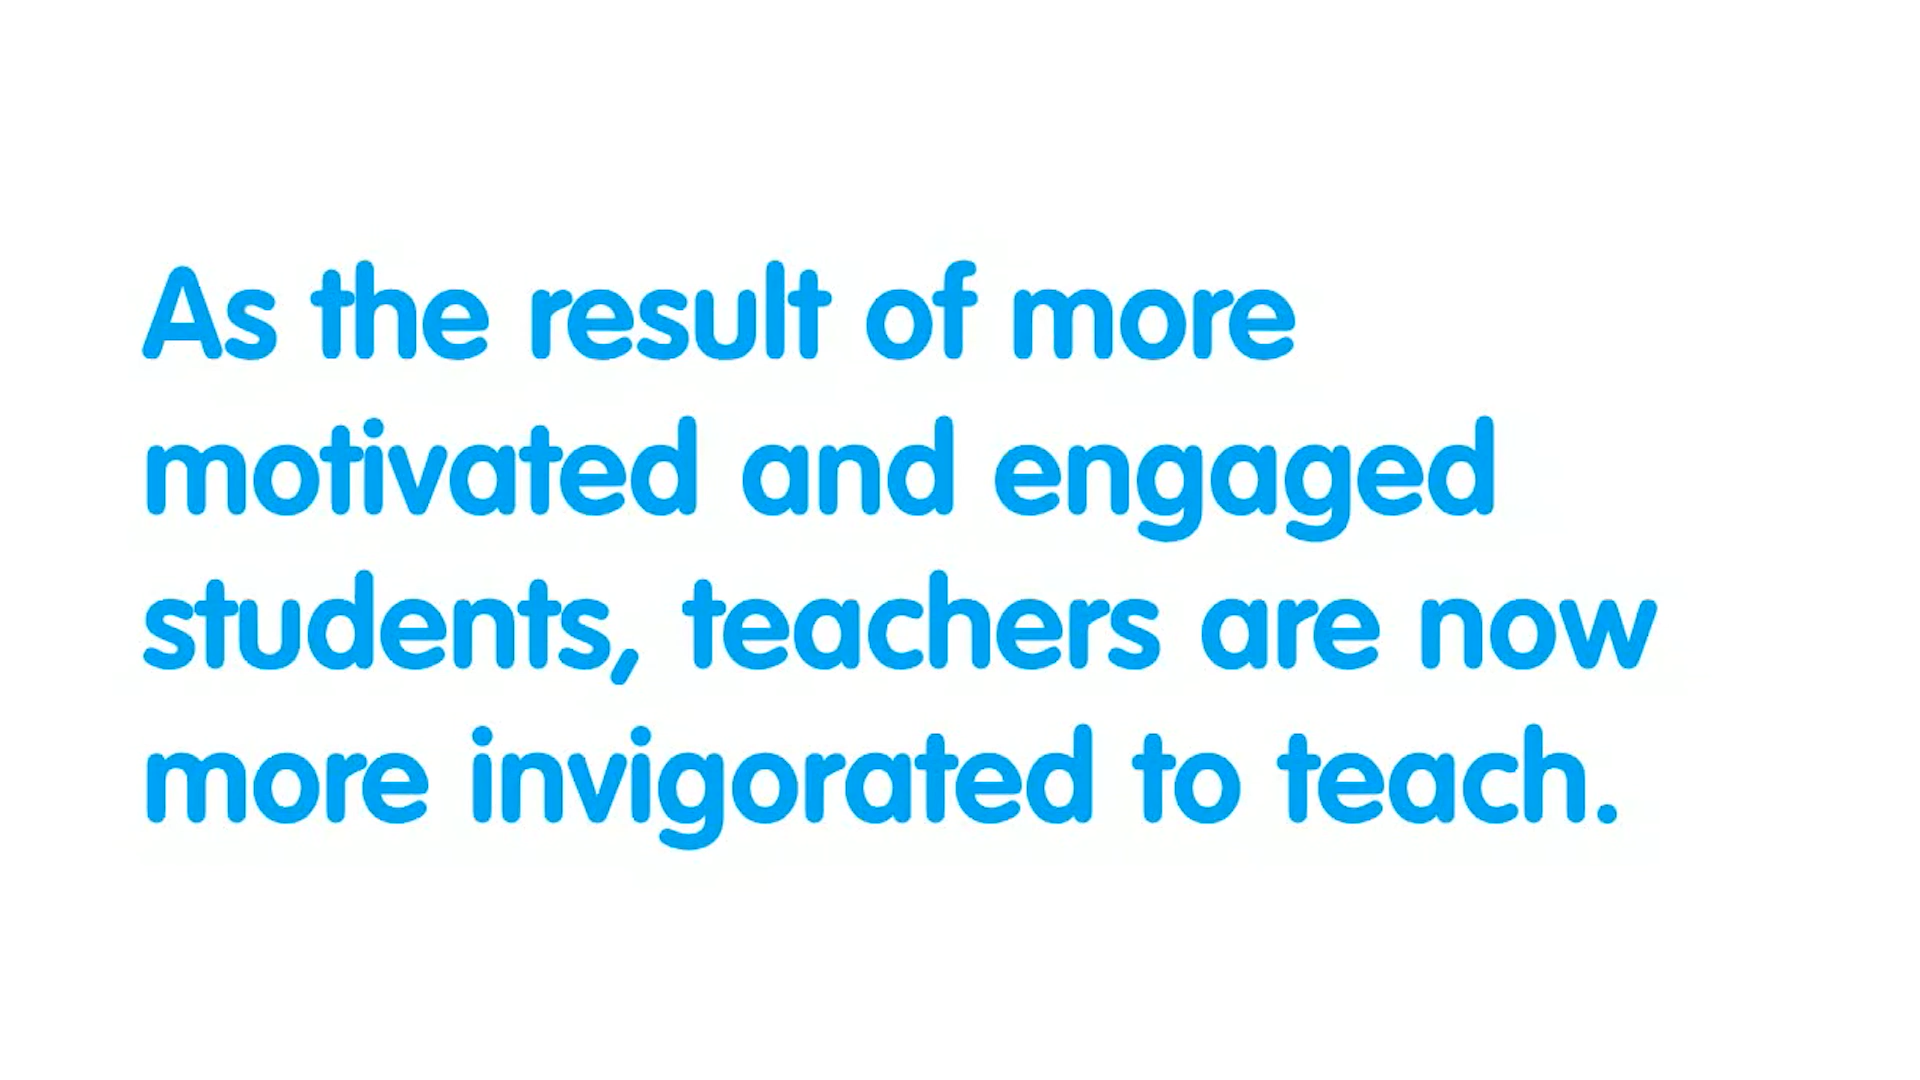 As the result of more
motivated and engaged
students, teachers are now
more invigorated to teach.